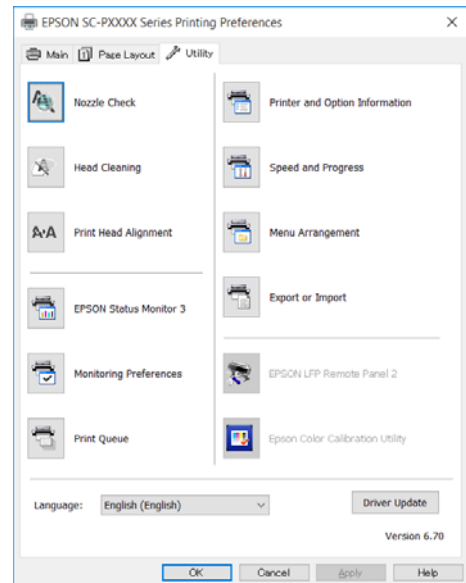 EPSON SC-PXXXX Series Printing Preferences
Main
Page Layout
Utility
Nozzle Check
Head Cleaning
Print Head Alignment
EPSON Status Monitor 3
Monitoring Preferences
Print Queue
Printer and Option Information
Speed and Progress
Menu Arrangement
Export or Import
EPSON LFP Remote Panel 2
Epson Color Calibration Utility
Language:
English (English)
Driver Update
Version 6.70
OK
Cancel
Apply
Help